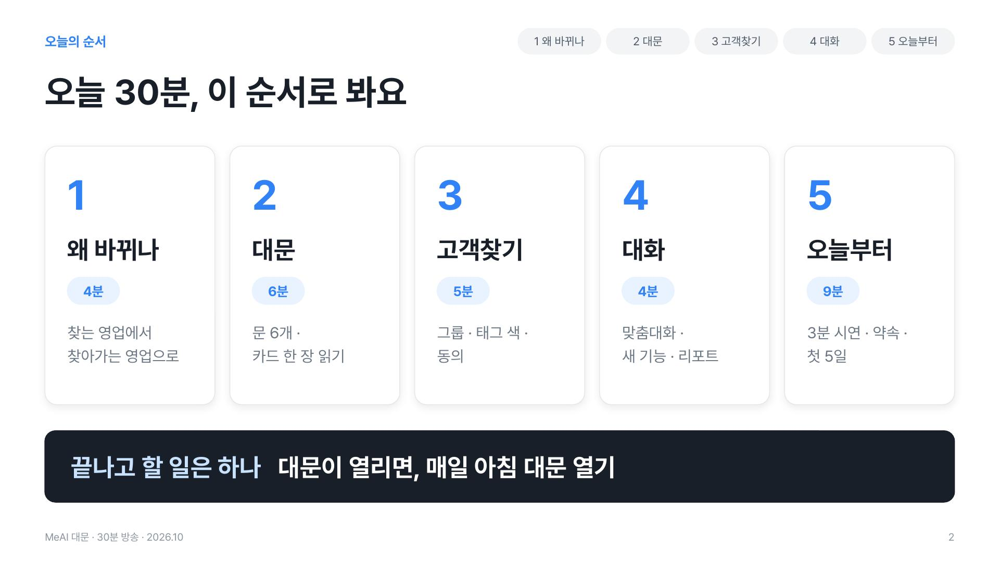 오늘의 순서
1 왜 바뀌나
2 대문
3 고객찾기
4 대화
5 오늘부터
오늘 30분, 이 순서로 봐요
1
왜 바뀌나
4분
찾는 영업에서
찾아가는 영업으로
2
대문
6분
문 6개 ·
카드 한 장 읽기
3
고객찾기
5분
그룹 · 태그 색 ·
동의
4
대화
4분
맞춤대화 ·
새 기능 · 리포트
5
오늘부터
9분
3분 시연 · 약속 ·
첫 5일
끝나고 할 일은 하나 대문이 열리면, 매일 아침 대문 열기
MeAI 대문 · 30분 방송 · 2026.10
2